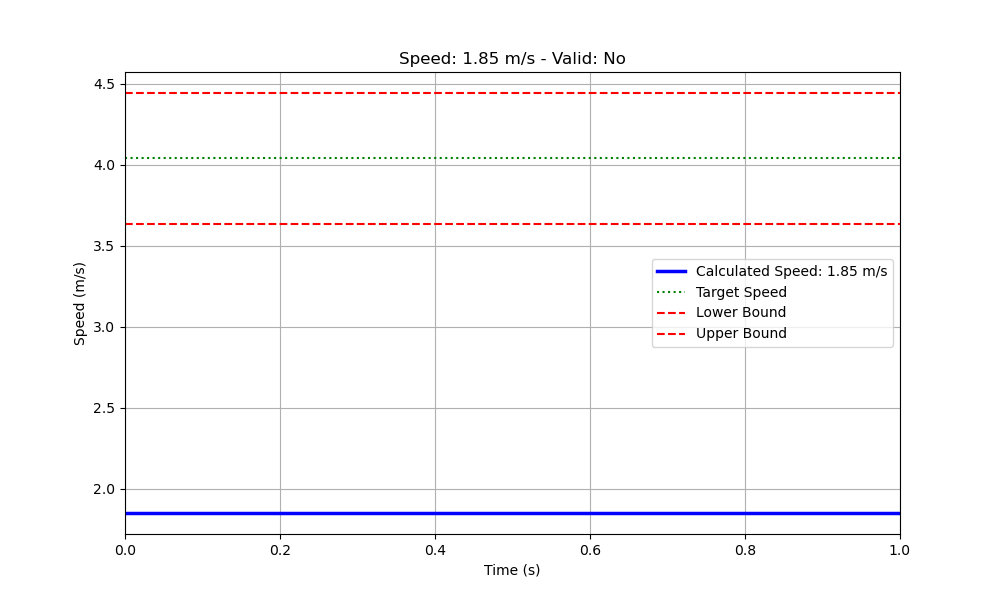 Speed: 1.85 m/s - Valid: No
Speed (m/s)
4.5
4.0
3.5
3.0
2.5
2.0
Calculated Speed: 1.85 m/s
Target Speed
Lower Bound
Upper Bound
0.0 0.2 0.4 0.6 0.8 1.0
Time (s)